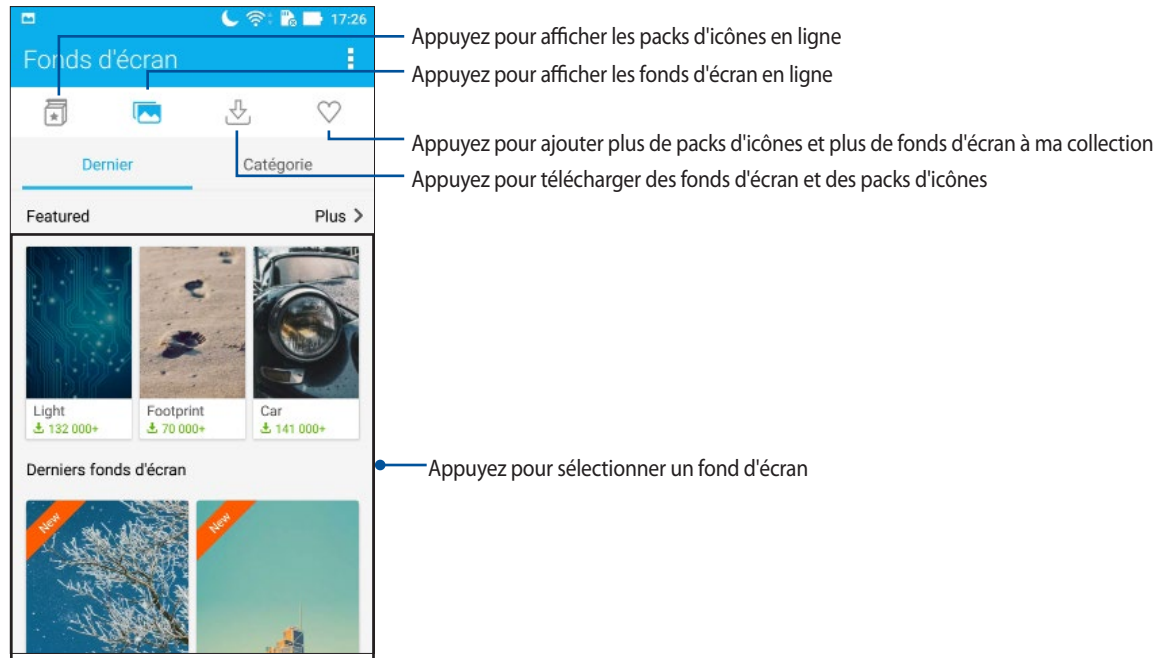 17:26
Fonds d'écran
Dernier
Catégorie
Featured
Plus
Light
132 000+
Footprint
70 000+
Car
141 000+
Derniers fonds d'écran
New
New
Appuyez pour afficher les packs d'icônes en ligne
Appuyez pour afficher les fonds d'écran en ligne
Appuyez pour ajouter plus de packs d'icônes et plus de fonds d'écran à ma collection
Appuyez pour télécharger des fonds d'écran et des packs d'icônes
Appuyez pour sélectionner un fond d'écran